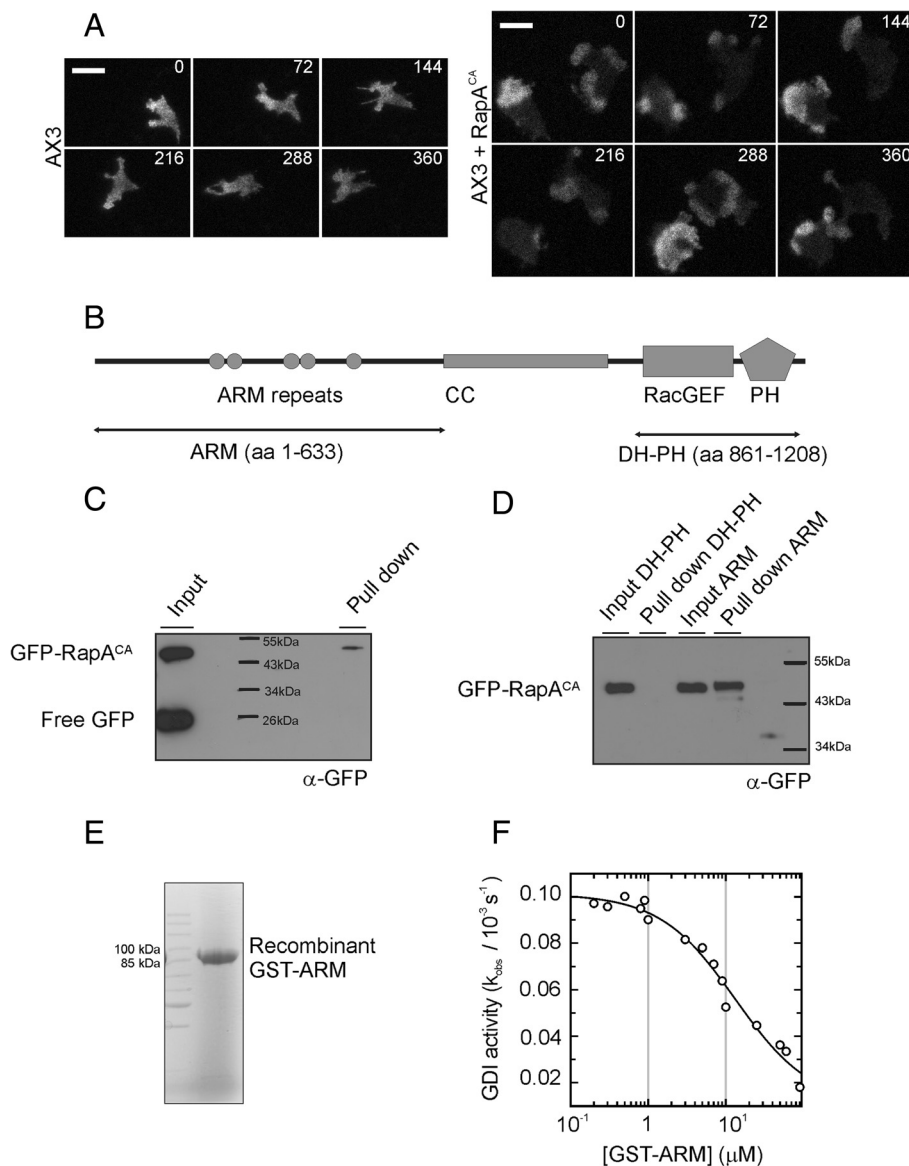 A
AX3
0
72
144
216
288
360
AX3 + RapA^CA
0
72
144
216
288
360
B
ARM repeats
CC
RacGEF
PH
ARM (aa 1-633)
DH-PH (aa 861-1208)
C
Input
Pull down
GFP-RapA^CA
Free GFP
55kDa
43kDa
34kDa
26kDa
α-GFP
D
Input DH-PH
Pull down DH-PH
Input ARM
Pull down ARM
GFP-RapA^CA
55kDa
43kDa
34kDa
α-GFP
E
100 kDa
85 kDa
Recombinant
GST-ARM
F
GDI activity (k_obs / 10^-3 s^-1)
0.10
0.08
0.06
0.04
0.02
10^-1
1
10^1
[GST-ARM] (μM)